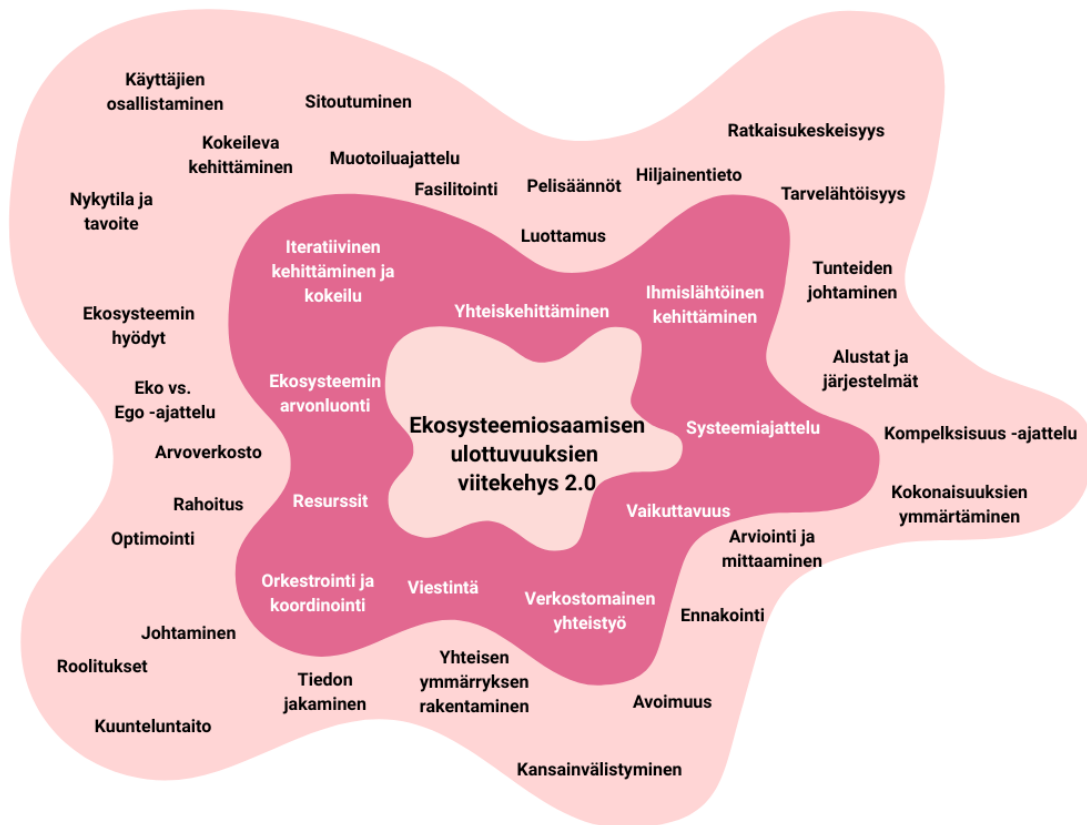 Käyttäjien
osallistaminen
Sitoutuminen
Kokeileva
kehittäminen
Muotoiluajattelu
Fasilitointi
Pelisäännöt
Hiljainentieto
Ratkaisukeskeisyys
Tarvelähtöisyys
Nykytila ja
tavoite
Luottamus
Iteratiivinen
kehittäminen ja
kokeilu
Yhteiskehittäminen
Ihmislähtöinen
kehittäminen
Tunteiden
johtaminen
Ekosysteemin
hyödyt
Alustat ja
järjestelmät
Eko vs.
Ego -ajattelu
Ekosysteemin
arvonluonti
Ekosysteemiosaamisen
ulottuvuuksien
viitekehys 2.0
Systeemiajattelu
Kompelksisuus -ajattelu
Arvoverkosto
Rahoitus
Resurssit
Vaikuttavuus
Kokonaisuuksien
ymmärtäminen
Optimointi
Arviointi ja
mittaaminen
Orkestrointi ja
koordinointi
Viestintä
Verkostomainen
yhteistyö
Ennakointi
Johtaminen
Roolitukset
Tiedon
jakaminen
Yhteisen
ymmärryksen
rakentaminen
Avoimuus
Kuunteluntaito
Kansainvälistyminen